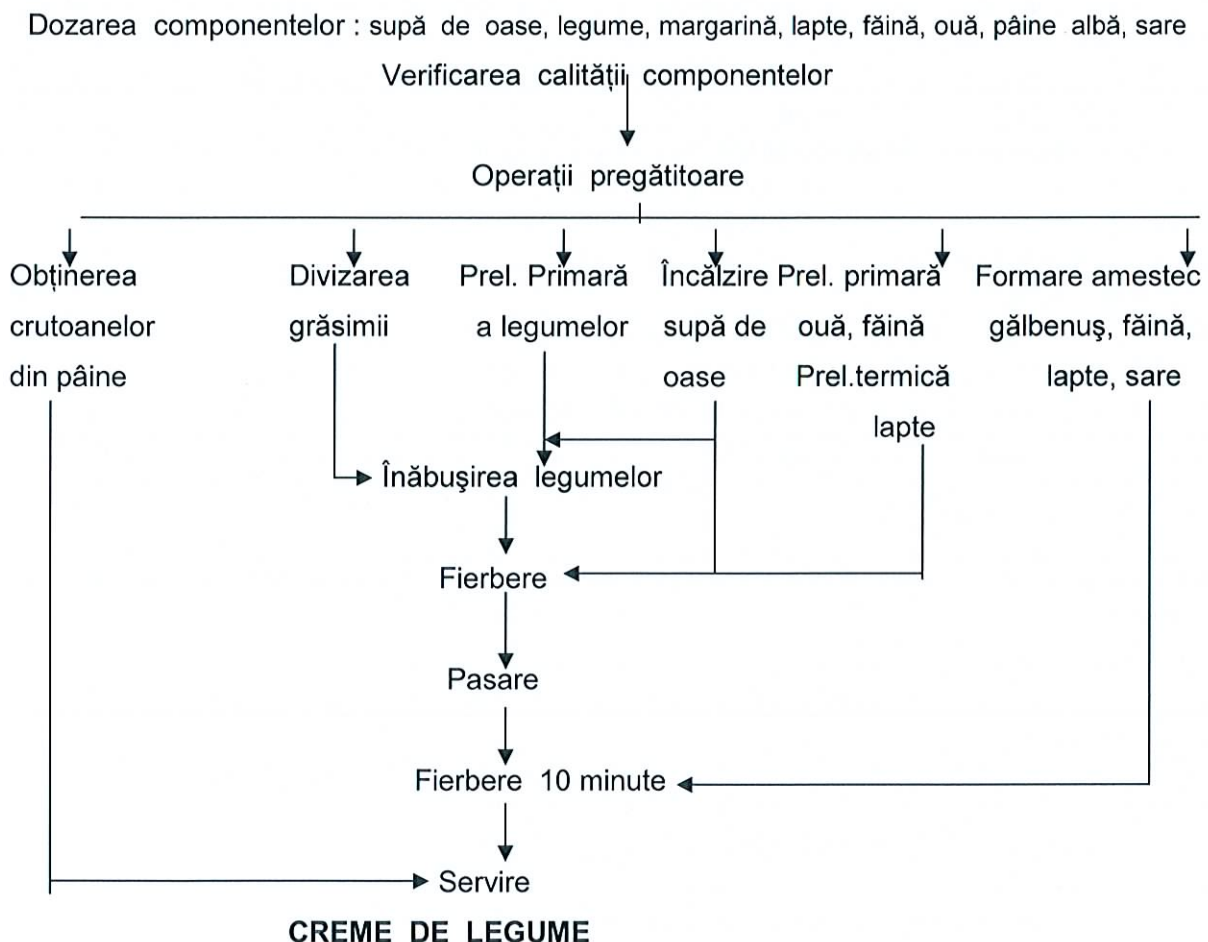 Dozarea componentelor : supă de oase, legume, margarină, lapte, făină, ouă, pâine albă, sare
Verificarea calității componentelor
Operații pregătitoare
Obținerea
crutoanelor
din pâine
Divizarea
grăsimii
Prel. Primară
a legumelor
Încălzire
supă de
oase
Prel. primară
ouă, făină
Prel.termică
lapte
Formare amestec
gălbenuş, făină,
lapte, sare
Înăbuşirea legumelor
Fierbere
Pasare
Fierbere 10 minute
Servire
CREME DE LEGUME